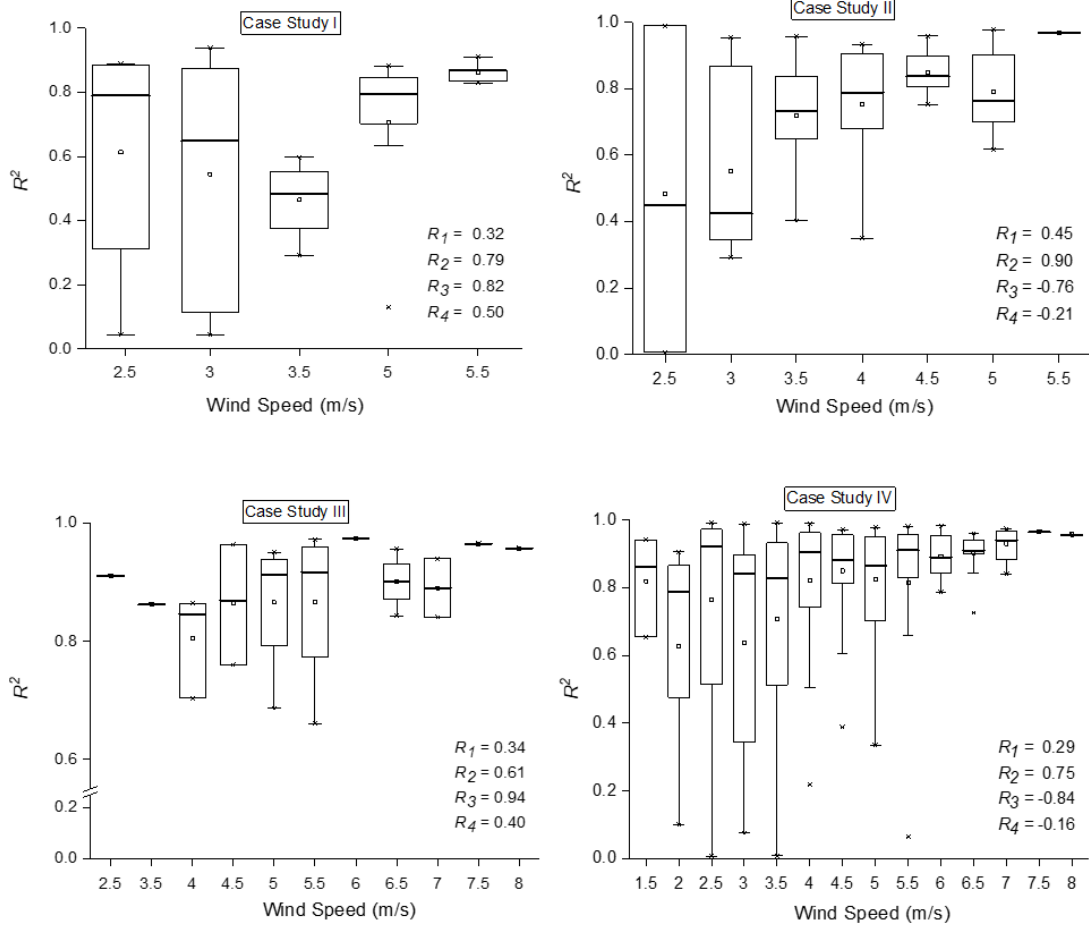 Case Study I
1.0
0.8
0.6
0.4
0.2
0.0
R²
R1 = 0.32
R2 = 0.79
R3 = 0.82
R4 = 0.50
2.5 3 3.5 5 5.5
Wind Speed (m/s)
Case Study II
1.0
0.8
0.6
0.4
0.2
0.0
R²
R1 = 0.45
R2 = 0.90
R3 = -0.76
R4 = -0.21
2.5 3 3.5 4 4.5 5 5.5
Wind Speed (m/s)
Case Study III
1.0
0.8
0.6
0.2
0.0
R²
R1 = 0.34
R2 = 0.61
R3 = 0.94
R4 = 0.40
2.5 3.5 4 4.5 5 5.5 6 6.5 7 7.5 8
Wind Speed (m/s)
Case Study IV
1.0
0.8
0.6
0.4
0.2
0.0
R²
R1 = 0.29
R2 = 0.75
R3 = -0.84
R4 = -0.16
1.5 2 2.5 3 3.5 4 4.5 5 5.5 6 6.5 7 7.5 8
Wind Speed (m/s)